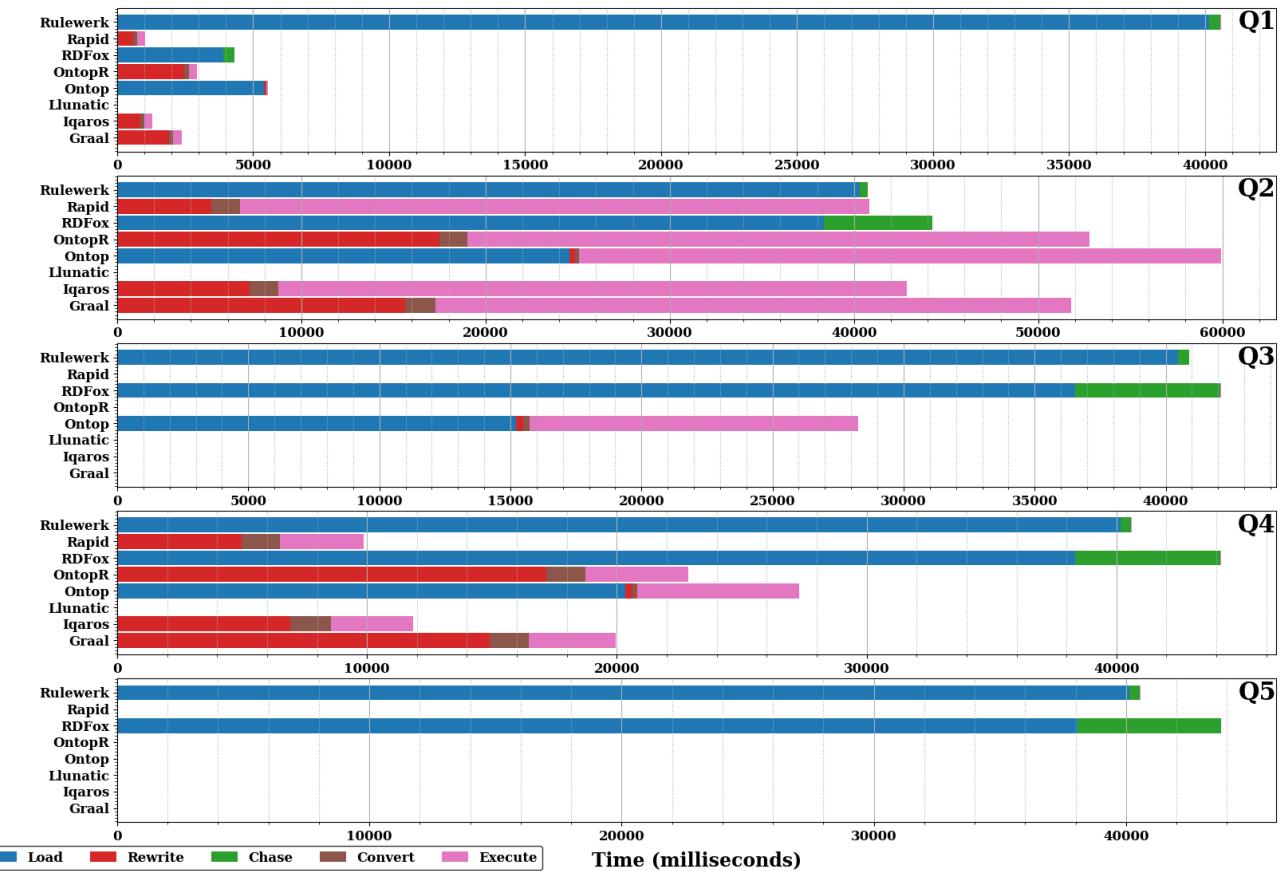 Q1
Rulewerk
Rapid
RDFox
OntopR
Ontop
Llunatic
Iqaros
Graal
0 5000 10000 15000 20000 25000 30000 35000 40000
Q2
Rulewerk
Rapid
RDFox
OntopR
Ontop
Llunatic
Iqaros
Graal
0 10000 20000 30000 40000 50000 60000
Q3
Rulewerk
Rapid
RDFox
OntopR
Ontop
Llunatic
Iqaros
Graal
0 5000 10000 15000 20000 25000 30000 35000 40000
Q4
Rulewerk
Rapid
RDFox
OntopR
Ontop
Llunatic
Iqaros
Graal
0 10000 20000 30000 40000
Q5
Rulewerk
Rapid
RDFox
OntopR
Ontop
Llunatic
Iqaros
Graal
0 10000 20000 30000 40000
Load Rewrite Chase Convert Execute
Time (milliseconds)